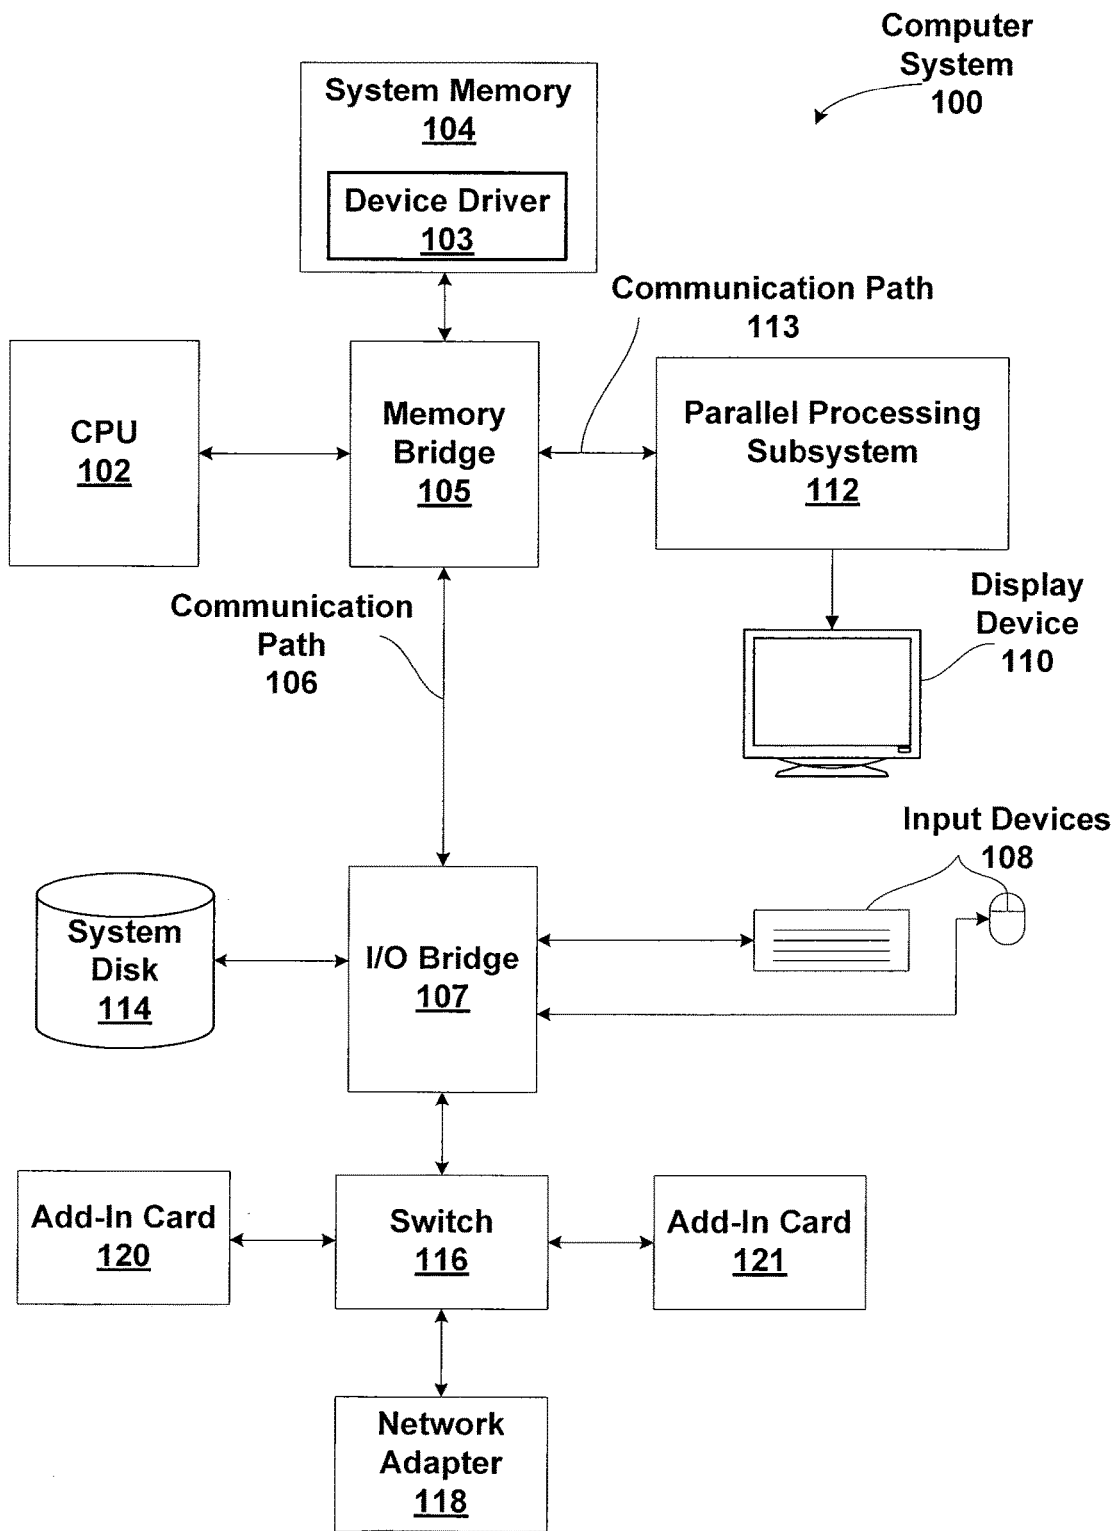 Computer
System
100
System Memory
104
Device Driver
103
Communication Path
113
CPU
102
Memory
Bridge
105
Parallel Processing
Subsystem
112
Communication
Path
106
Display
Device
110
Input Devices
108
System
Disk
114
I/O Bridge
107
Add-In Card
120
Switch
116
Add-In Card
121
Network
Adapter
118